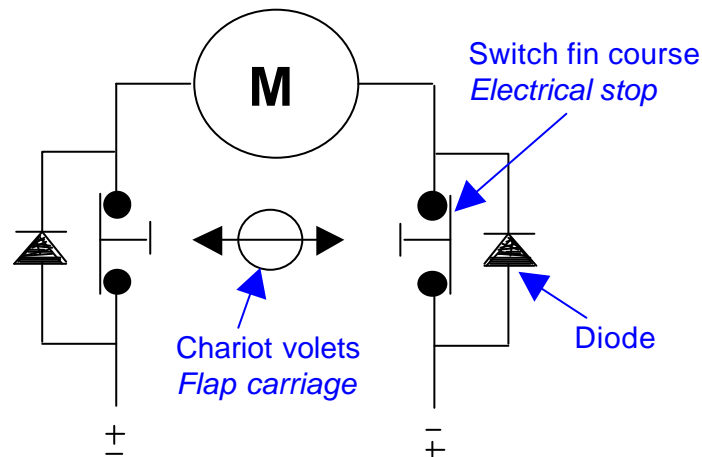 Switch fin course
Electrical stop
M
Diode
Chariot volets
Flap carriage
+
-
-
+